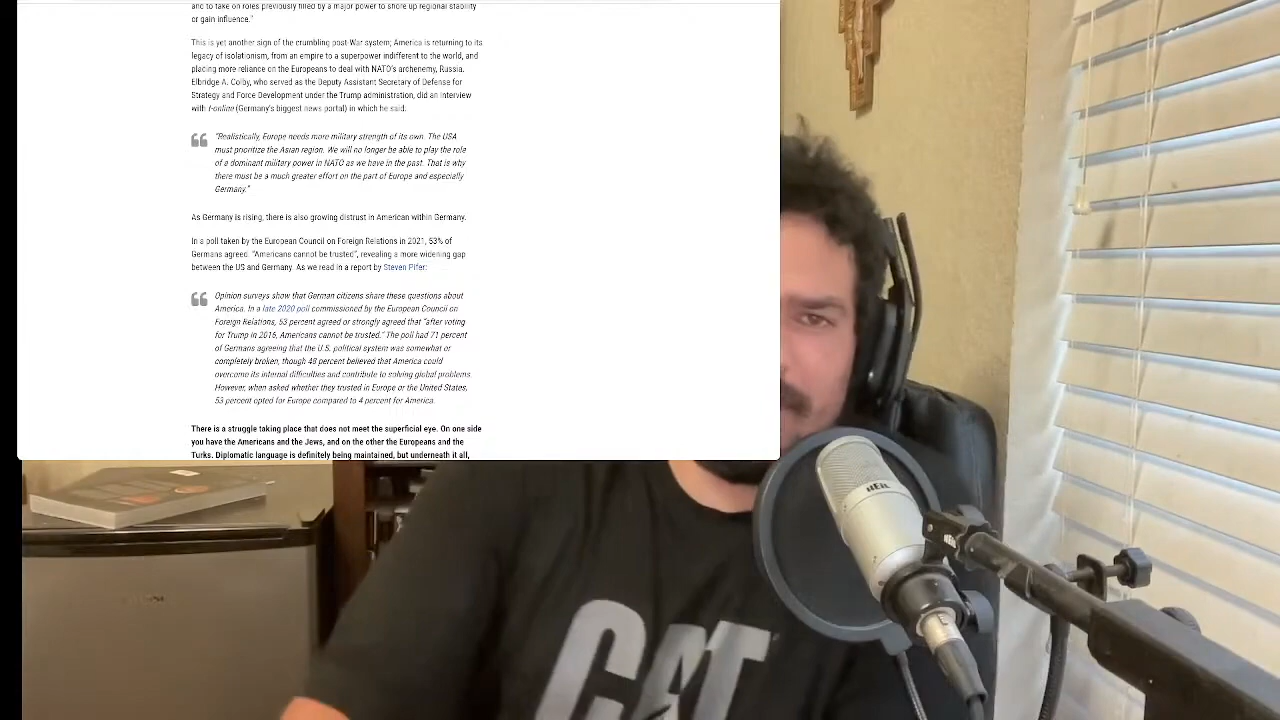 and to take on roles previously filled by a major power to shore up regional stability
or gain influence."
This is yet another sign of the crumbling post-War system; America is returning to its
legacy of isolationism, from an empire to a superpower indifferent to the world, and
placing more reliance on the Europeans to deal with NATO's archenemy, Russia.
Elbridge A. Colby, who served as the Deputy Assistant Secretary of Defense for
Strategy and Force Development under the Trump administration, did an interview
with t-online (Germany's biggest news portal) in which he said:
"Realistically, Europe needs more military strength of its own. The USA
must prioritize the Asian region. We will no longer be able to play the role
of a dominant military power in NATO as we have in the past. That is why
there must be a much greater effort on the part of Europe and especially
Germany."
As Germany is rising, there is also growing distrust in American within Germany.
In a poll taken by the European Council on Foreign Relations in 2021, 53% of
Germans agreed: "Americans cannot be trusted", revealing a more widening gap
between the US and Germany. As we read in a report by Steven Pifer:
Opinion surveys show that German citizens share these questions about
America. In a late 2020 poll commissioned by the European Council on
Foreign Relations, 53 percent agreed or strongly agreed that "after voting
for Trump in 2016, Americans cannot be trusted." The poll had 71 percent
of Germans agreeing that the U.S. political system was somewhat or
completely broken, though 48 percent believed that America could
overcome its internal difficulties and contribute to solving global problems.
However, when asked whether they trusted in Europe or the United States,
53 percent opted for Europe compared to 4 percent for America.
There is a struggle taking place that does not meet the superficial eye. On one side
you have the Americans and the Jews, and on the other the Europeans and the
Turks. Diplomatic language is definitely being maintained, but underneath it all,
HEIL
CAT